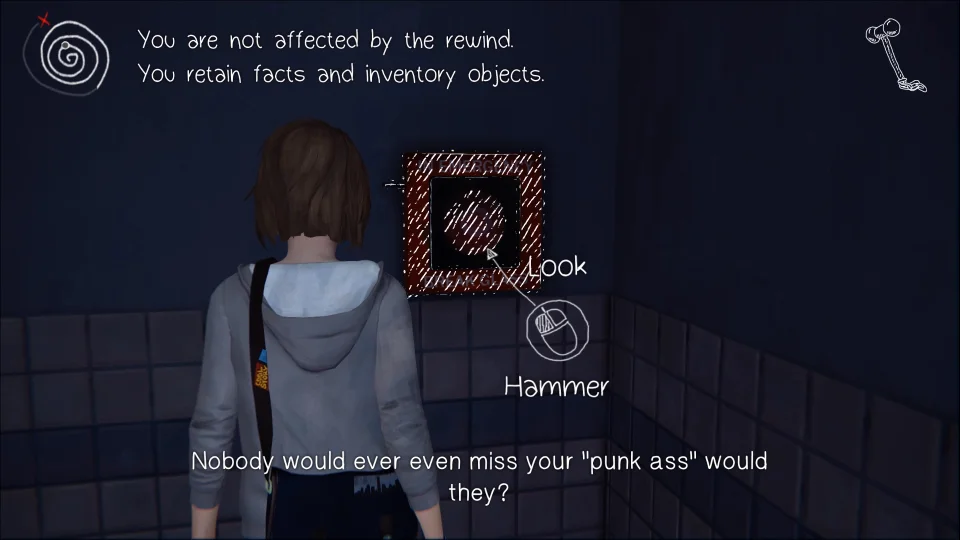 You are not affected by the rewind.
You retain facts and inventory objects.
Look
Hammer
Nobody would ever even miss your "punk ass" would
they?